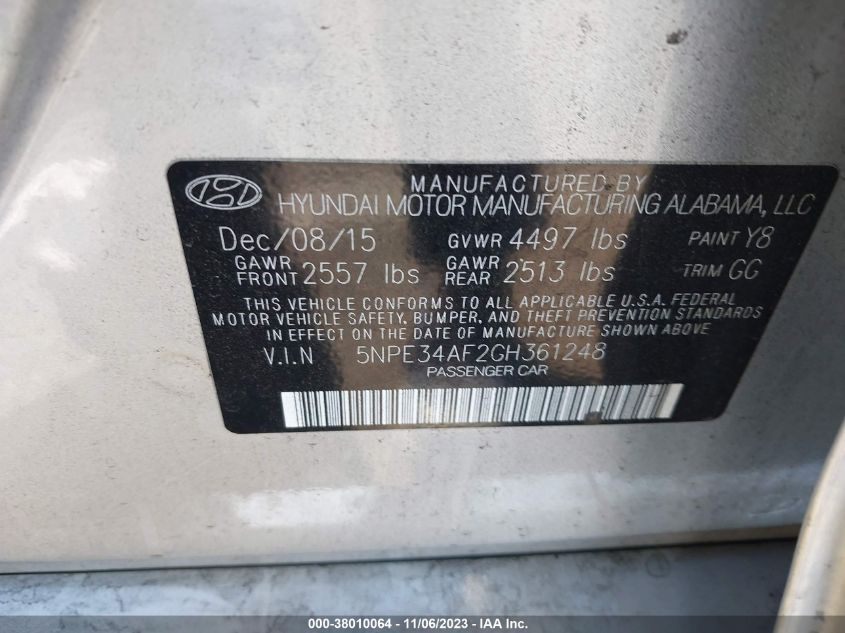 MANUFACTURED BY
HYUNDAI MOTOR MANUFACTURING ALABAMA, LLC
Dec/08/15 GVWR 4497 lbs PAINT Y8
GAWR FRONT 2557 lbs GAWR REAR 2513 lbs TRIM GG
THIS VEHICLE CONFORMS TO ALL APPLICABLE U.S.A. FEDERAL
MOTOR VEHICLE SAFETY, BUMPER, AND THEFT PREVENTION STANDARDS
IN EFFECT ON THE DATE OF MANUFACTURE SHOWN ABOVE
V.I.N 5NPE34AF2GH361248
PASSENGER CAR
000-38010064 - 11/06/2023 - IAA Inc.